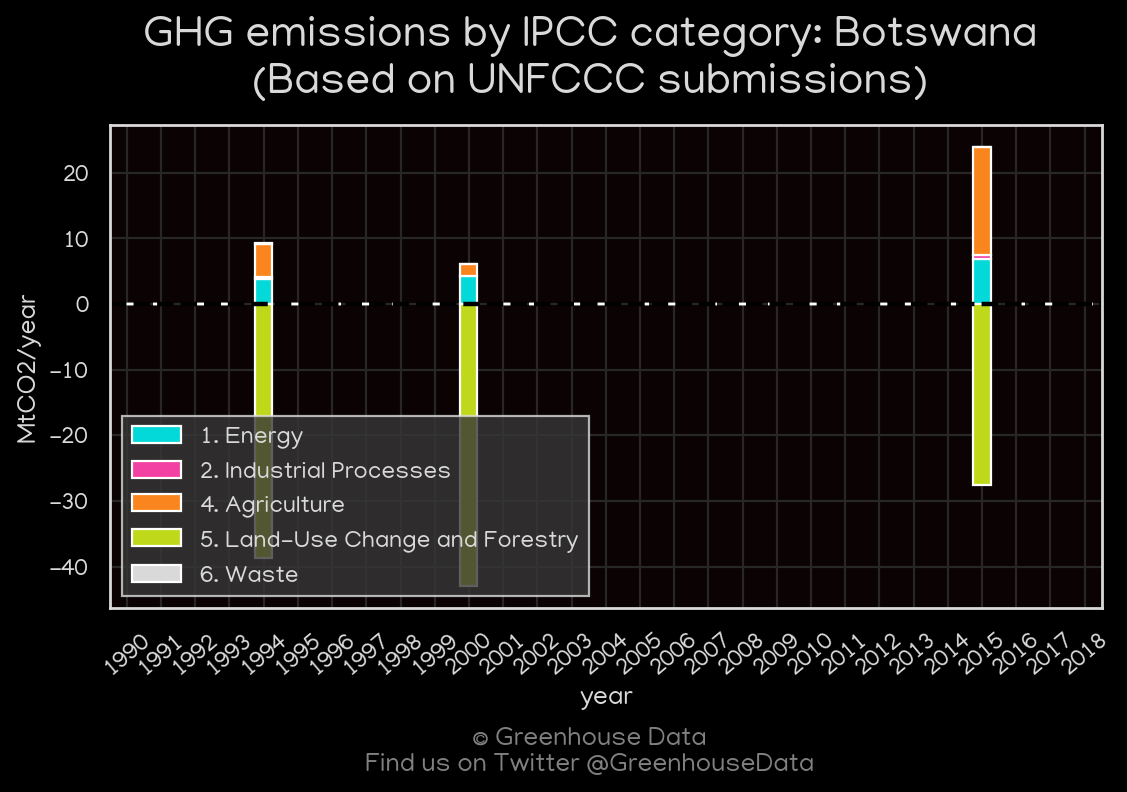 GHG emissions by IPCC category: Botswana
(Based on UNFCCC submissions)
20
10
0
−10
−20
−30
−40
MtCO2/year
1. Energy
2. Industrial Processes
4. Agriculture
5. Land-Use Change and Forestry
6. Waste
1990 1991 1992 1993 1994 1995 1996 1997 1998 1999 2000 2001 2002 2003 2004 2005 2006 2007 2008 2009 2010 2011 2012 2013 2014 2015 2016 2017 2018
year
© Greenhouse Data
Find us on Twitter @GreenhouseData